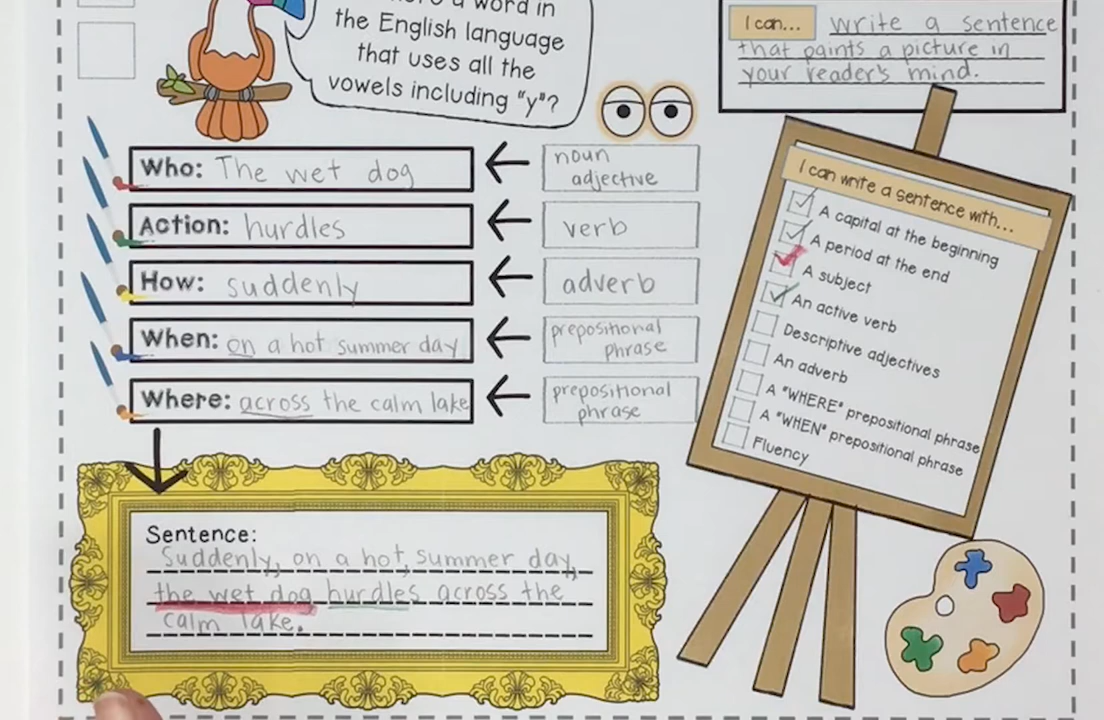 a word in
the English language
that uses all the
vowels including "y"?
I can... write a sentence
that paints a picture in
your reader's mind.
Who: The wet dog
noun
adjective
Action: hurdles
verb
How: suddenly
adverb
When: on a hot summer day
prepositional
phrase
Where: across the calm lake
prepositional
phrase
I can write a sentence with...
A capital at the beginning
A period at the end
A subject
An active verb
Descriptive adjectives
An adverb
A "WHERE" prepositional phrase
A "WHEN" prepositional phrase
Fluency
Sentence:
Suddenly, on a hot, summer day,
the wet dog hurdles across the
calm lake.